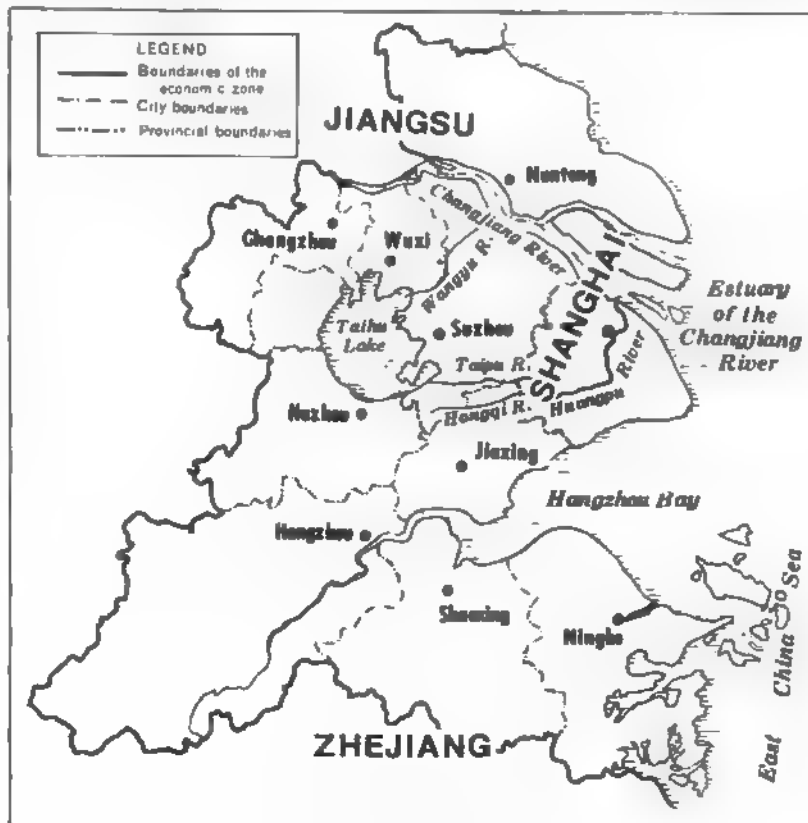 LEGEND
Boundaries of the
econom c zone
City boundaries
Provincial boundaries
JIANGSU
Nantong
Changjiang River
Changzhou
Wuxi
Wangyu R.
SHANGHAI
Estuary
of the
Changjiang
River
Taihu
Lake
Suzhou
Taipu R.
Huangpu River
Hongqi R.
Huzhou
Jiaxing
Hangzhou Bay
Hangzhou
Shaoxing
Ningbo
East China Sea
ZHEJIANG